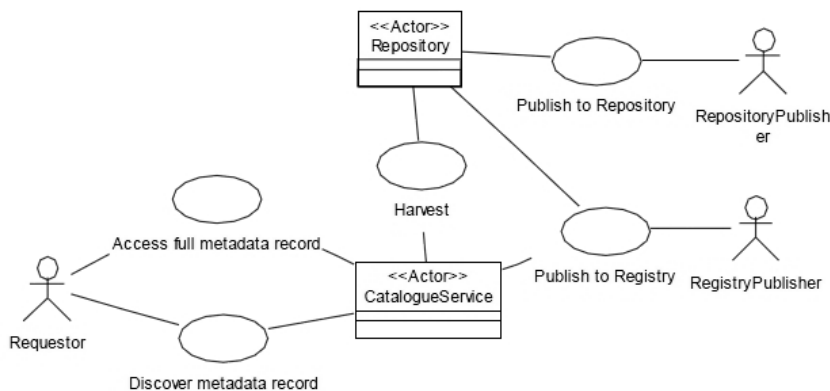 <<Actor>>
Repository
Publish to Repository
RepositoryPublish
er
Harvest
Access full metadata record
<<Actor>>
CatalogueService
Publish to Registry
RegistryPublisher
Requestor
Discover metadata record